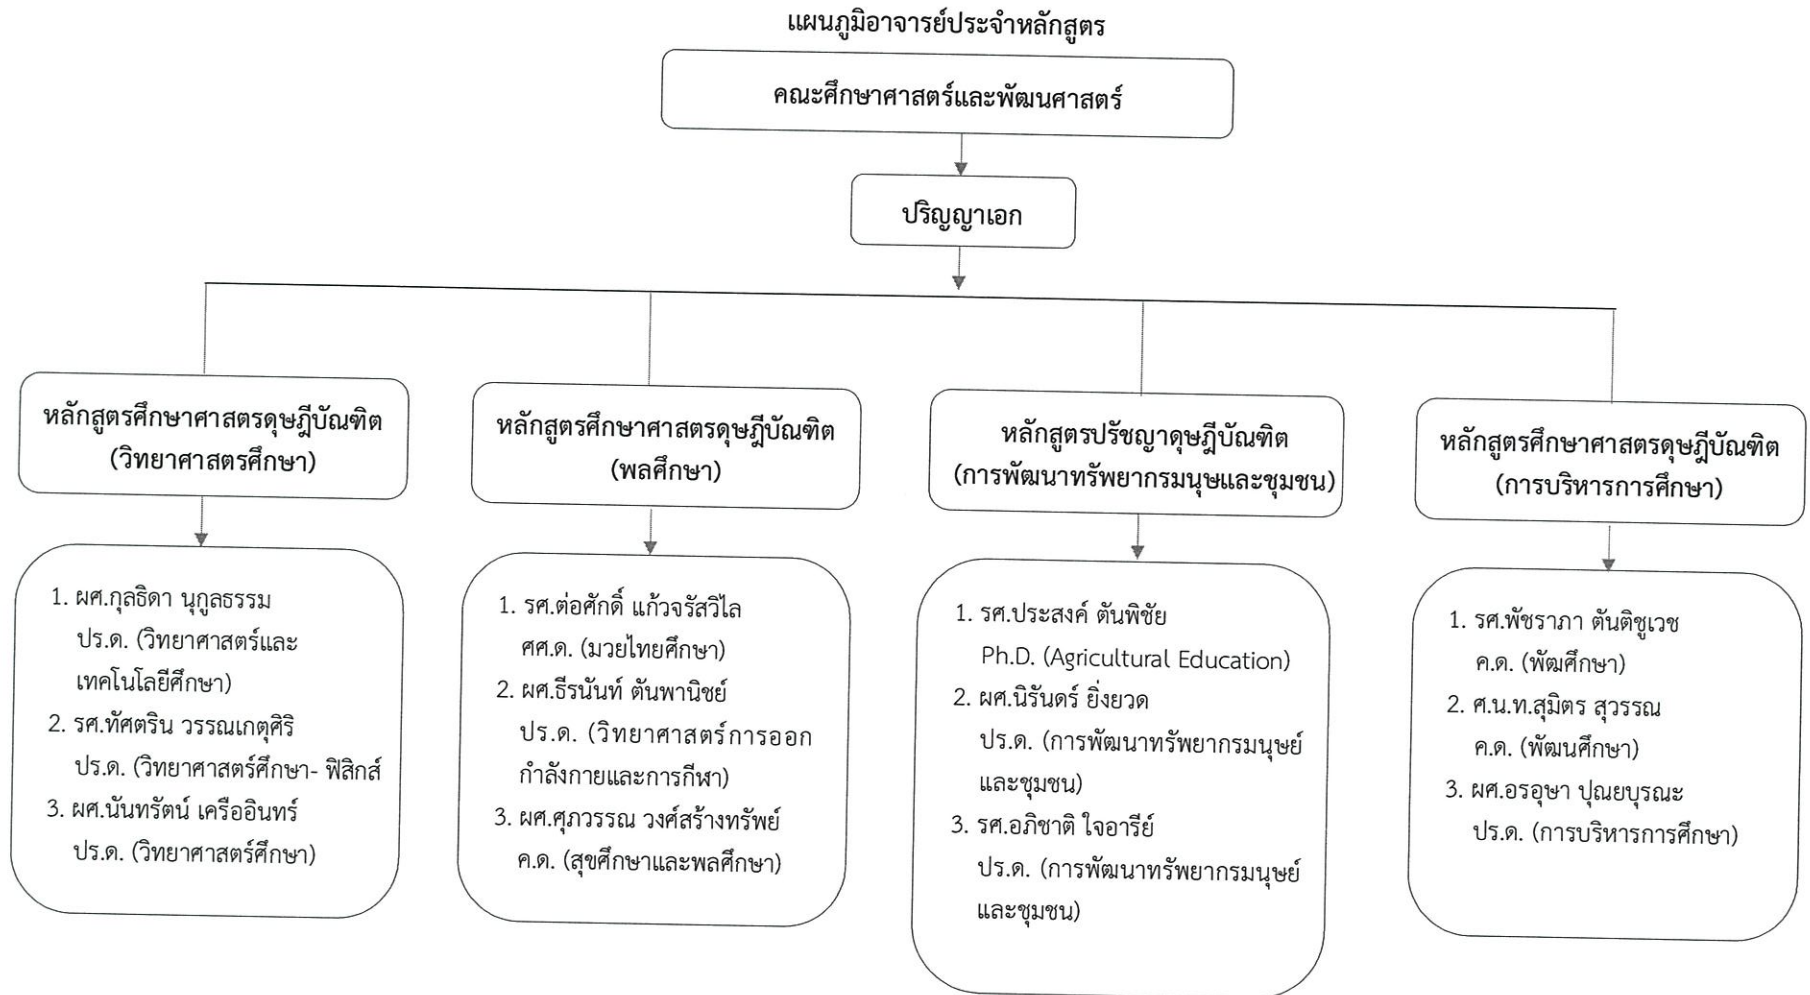 แผนภูมิอาจารย์ประจำหลักสูตร
คณะศึกษาศาสตร์และพัฒนศาสตร์
ปริญญาเอก
หลักสูตรศึกษาศาสตรดุษฎีบัณฑิต
(วิทยาศาสตรศึกษา)
1. ผศ.กุลธิดา นุกูลธรรม
ปร.ด. (วิทยาศาสตร์และ
เทคโนโลยีศึกษา)
2. รศ.ทัศตริน วรรณเกตุศิริ
ปร.ด. (วิทยาศาสตร์ศึกษา- ฟิสิกส์
3. ผศ.นันทรัตน์ เครืออินทร์
ปร.ด. (วิทยาศาสตร์ศึกษา)
หลักสูตรศึกษาศาสตรดุษฎีบัณฑิต
(พลศึกษา)
1. รศ.ต่อศักดิ์ แก้วจรัสวิไล
ศศ.ด. (มวยไทยศึกษา)
2. ผศ.ธีรนันท์ ตันพานิชย์
ปร.ด. (วิทยาศาสตร์การออก
กำลังกายและการกีฬา)
3. ผศ.ศุภวรรณ วงศ์สร้างทรัพย์
ค.ด. (สุขศึกษาและพลศึกษา)
หลักสูตรปรัชญาดุษฎีบัณฑิต
(การพัฒนาทรัพยากรมนุษและชุมชน)
1. รศ.ประสงค์ ตันพิชัย
Ph.D. (Agricultural Education)
2. ผศ.นิรันดร์ ยิ่งยวด
ปร.ด. (การพัฒนาทรัพยากรมนุษย์
และชุมชน)
3. รศ.อภิชาติ ใจอารีย์
ปร.ด. (การพัฒนาทรัพยากรมนุษย์
และชุมชน)
หลักสูตรศึกษาศาสตรดุษฎีบัณฑิต
(การบริหารการศึกษา)
1. รศ.พัชราภา ตันติชูเวช
ค.ด. (พัฒศึกษา)
2. ศ.น.ท.สุมิตร สุวรรณ
ค.ด. (พัฒนศึกษา)
3. ผศ.อรอุษา ปุณยบุรณะ
ปร.ด. (การบริหารการศึกษา)